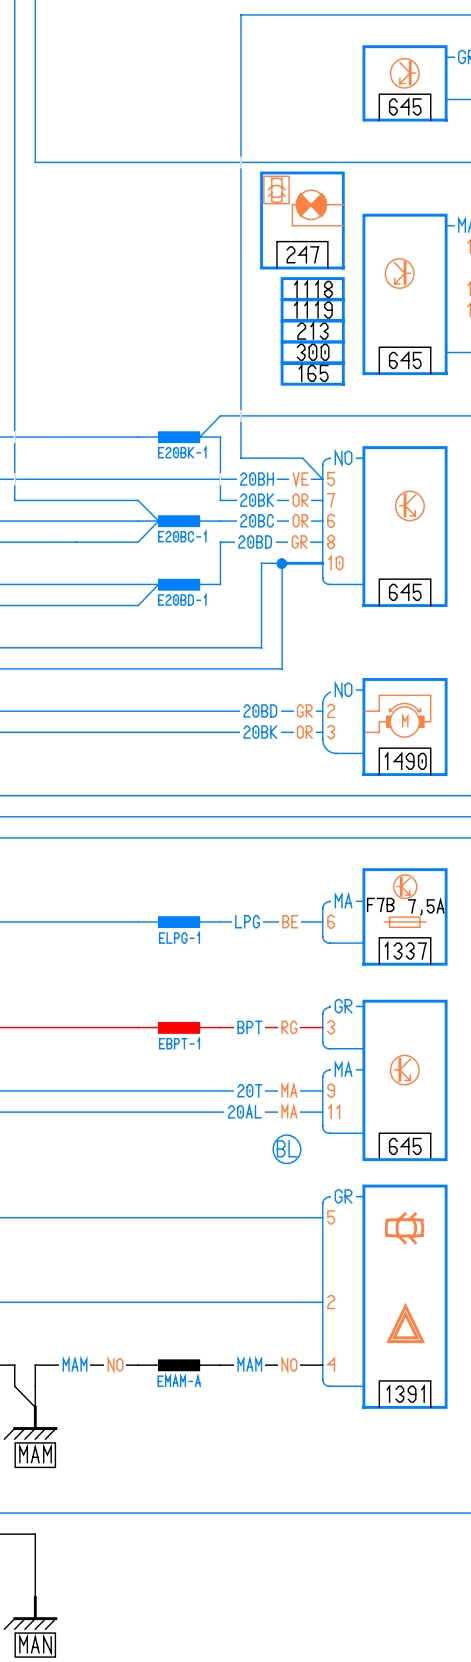 GR
645
247
MA
1118
1119
213
300
165
645
E20BK-1
NO
20BH VE 5
20BK OR 7
E20BC-1 20BC OR 6
20BD GR 8
10
E20BD-1
645
NO
20BD GR 2
20BK OR 3
M
1490
MA
F7B 7,5A
LPG BE 6
ELPG-1
1337
GR
BPT RG 3
EBPT-1
MA
20T MA 9
20AL MA 11
BL
645
GR
5
2
MAM NO MAM NO 4
EMAM-A
1391
MAM
MAN